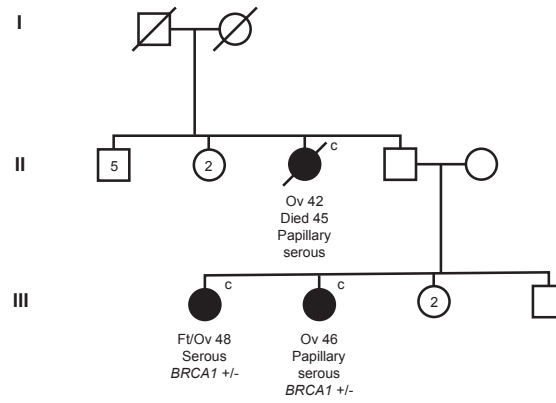 I
II
5
2
c
Ov 42
Died 45
Papillary
serous
III
c
c
2
Ft/Ov 48
Serous
BRCA1 +/-
Ov 46
Papillary
serous
BRCA1 +/-